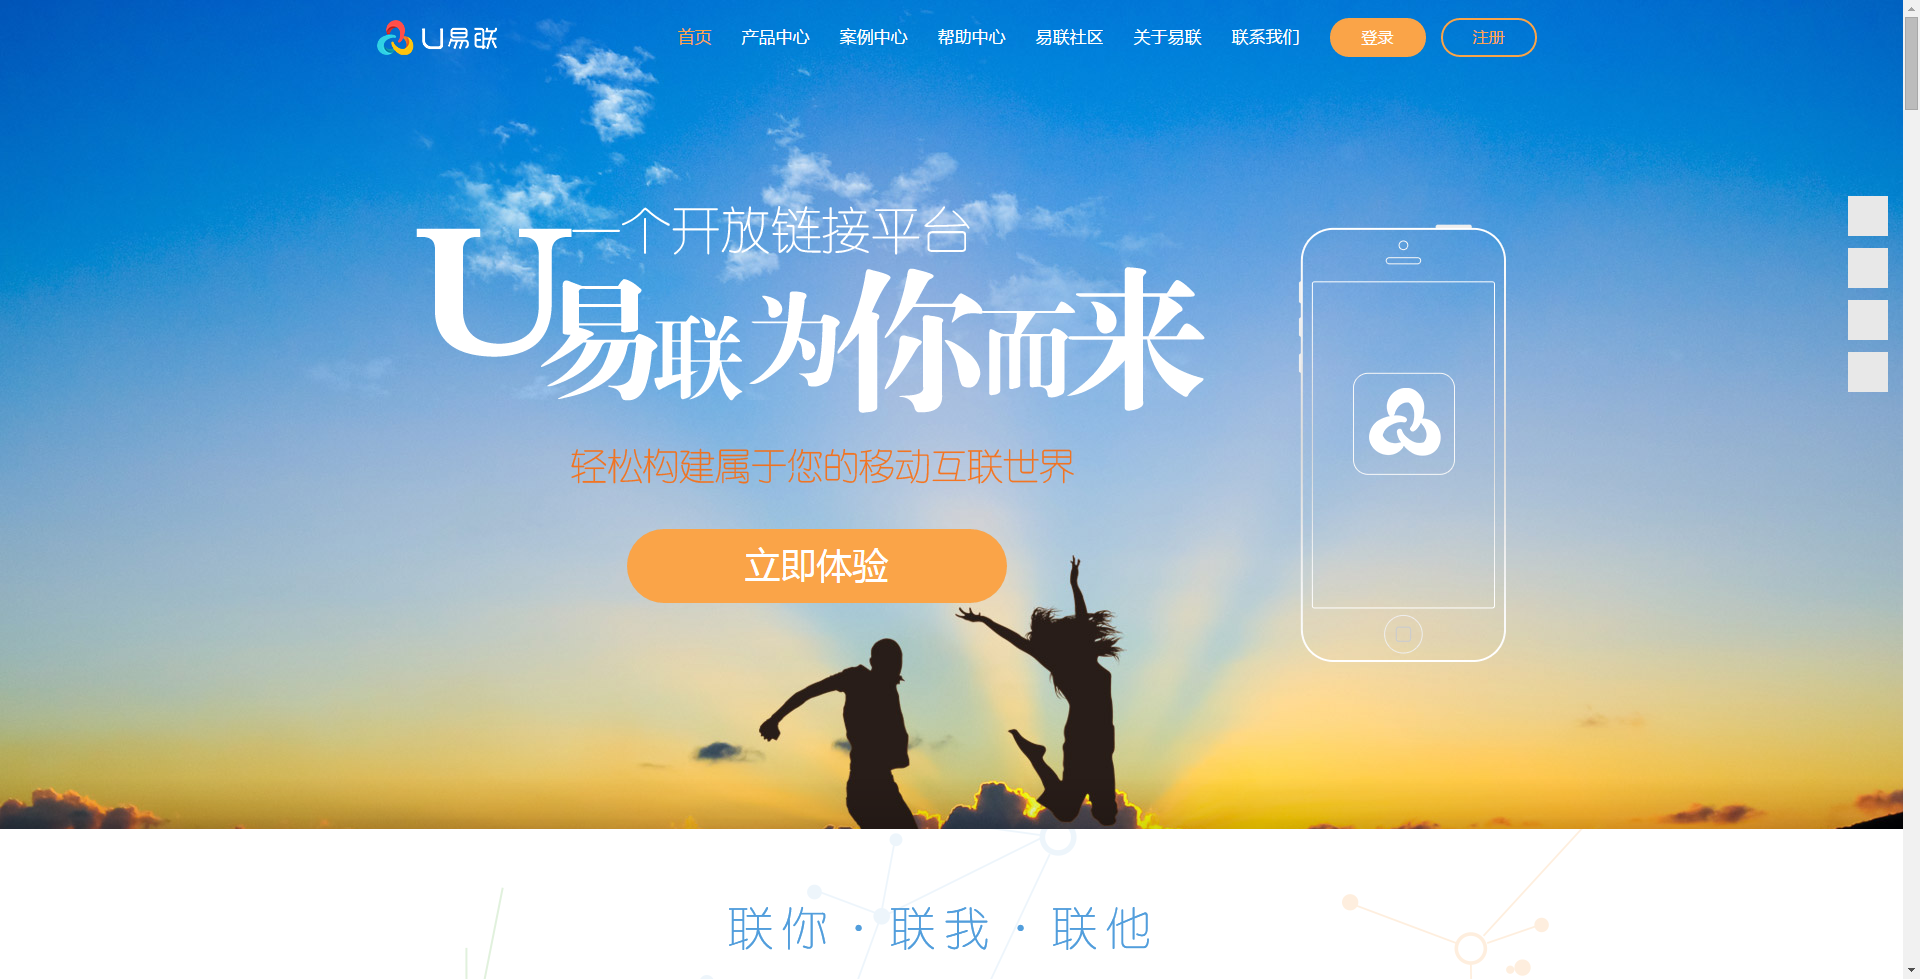 U易联
首页 产品中心 案例中心 帮助中心 易联社区 关于易联 联系我们 登录 注册
一个开放链接平台
U易联为你而来
轻松构建属于您的移动互联世界
立即体验
联你·联我·联他